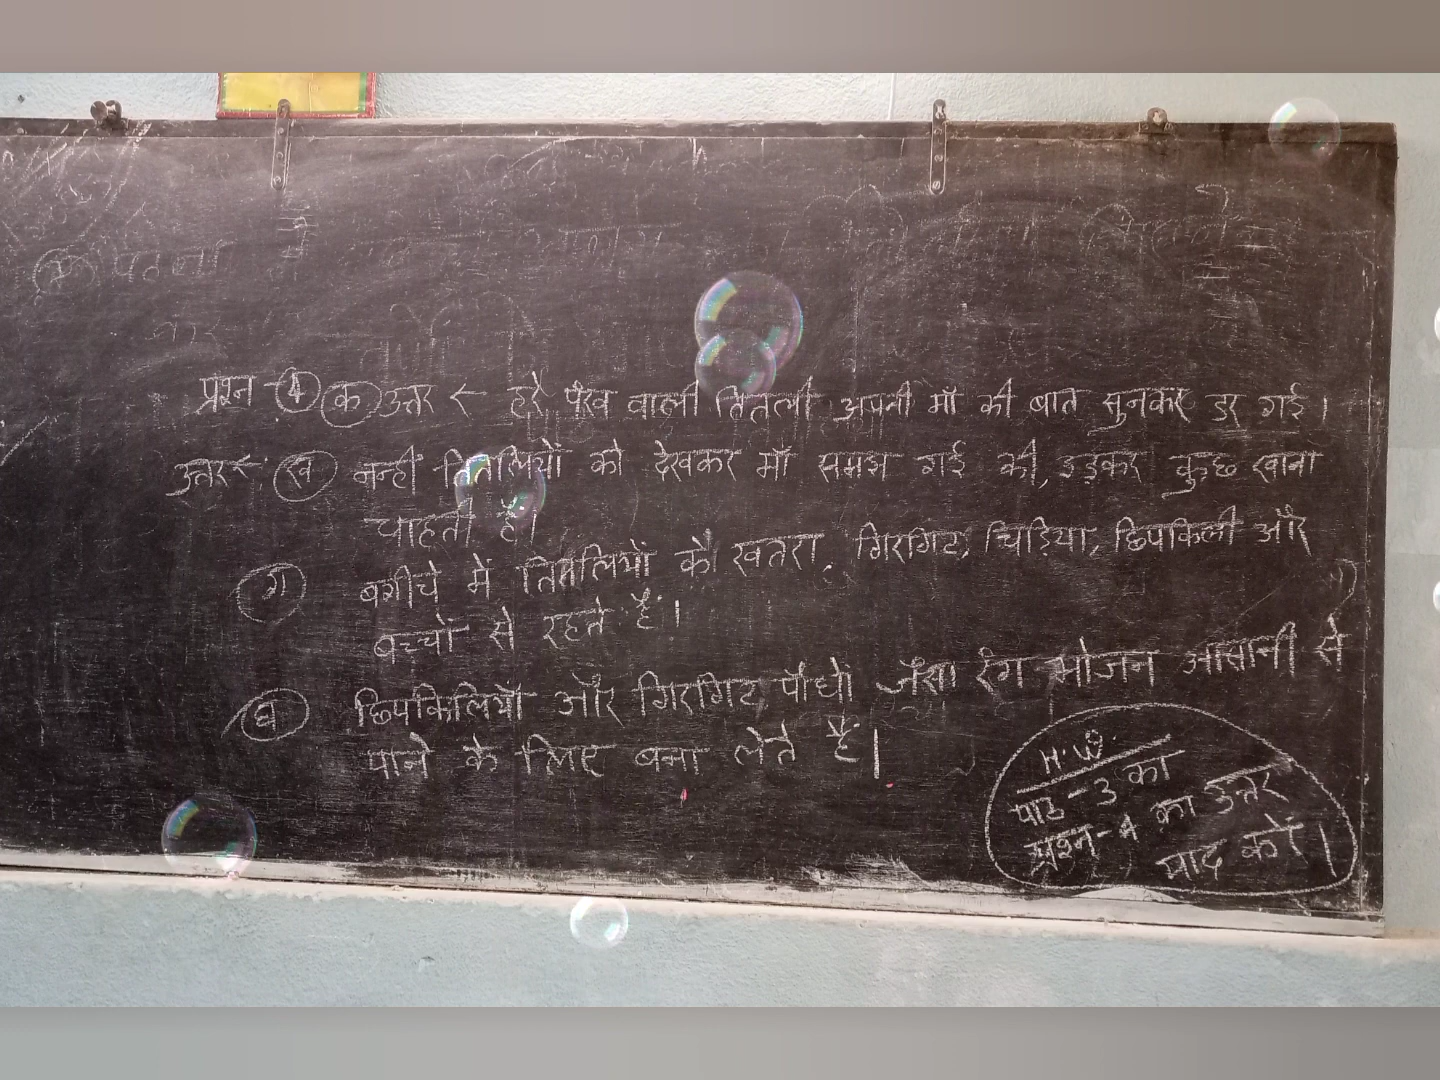 प्रश्न -4 क उत्तर ← हरे पंख वाली तितली अपनी माँ की बात सुनकर डर गई।
उत्तर ← ख नन्ही तितलियों को देखकर माँ समझ गई की, उड़कर कुछ खाना
चाहती है।
ग बगीचे में तितलियों को खतरा, गिरगिट, चिड़िया, छिपकिली और
बच्चों से रहते हैं।
घ छिपकिलियाँ और गिरगिट पौधों जैसा रंग भोजन आसानी से
पाने के लिए बना लेते हैं।
H.W.
पाठ-3 का
प्रश्न-4 का उत्तर
याद करें।